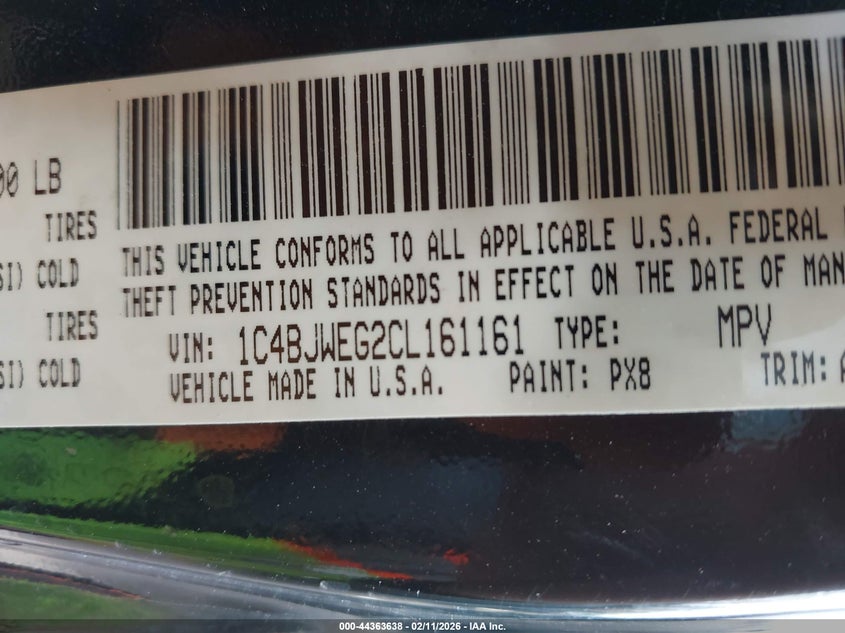 00 LB
TIRES
SI) COLD
TIRES
SI) COLD
THIS VEHICLE CONFORMS TO ALL APPLICABLE U.S.A. FEDERAL
THEFT PREVENTION STANDARDS IN EFFECT ON THE DATE OF MAN
VIN: 1C4BJWEG2CL161161 TYPE: MPV
VEHICLE MADE IN U.S.A. PAINT: PX8 TRIM:
000-44363638 - 02/11/2026 - IAA Inc.